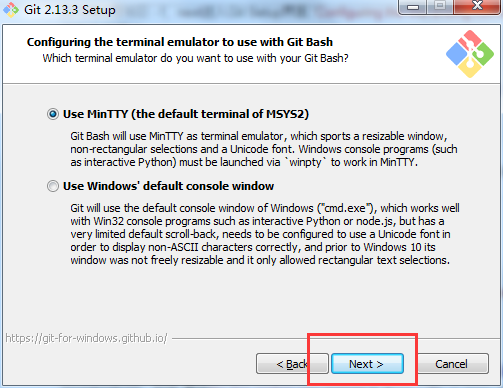 Git 2.13.3 Setup
Configuring the terminal emulator to use with Git Bash
Which terminal emulator do you want to use with your Git Bash?
Use MinTTY (the default terminal of MSYS2)
Git Bash will use MinTTY as terminal emulator, which sports a resizable window,
non-rectangular selections and a Unicode font. Windows console programs (such
as interactive Python) must be launched via `winpty` to work in MinTTY.
Use Windows' default console window
Git will use the default console window of Windows ("cmd.exe"), which works well
with Win32 console programs such as interactive Python or node.js, but has a
very limited default scroll-back, needs to be configured to use a Unicode font in
order to display non-ASCII characters correctly, and prior to Windows 10 its
window was not freely resizable and it only allowed rectangular text selections.
https://git-for-windows.github.io/
< Back
Next >
Cancel